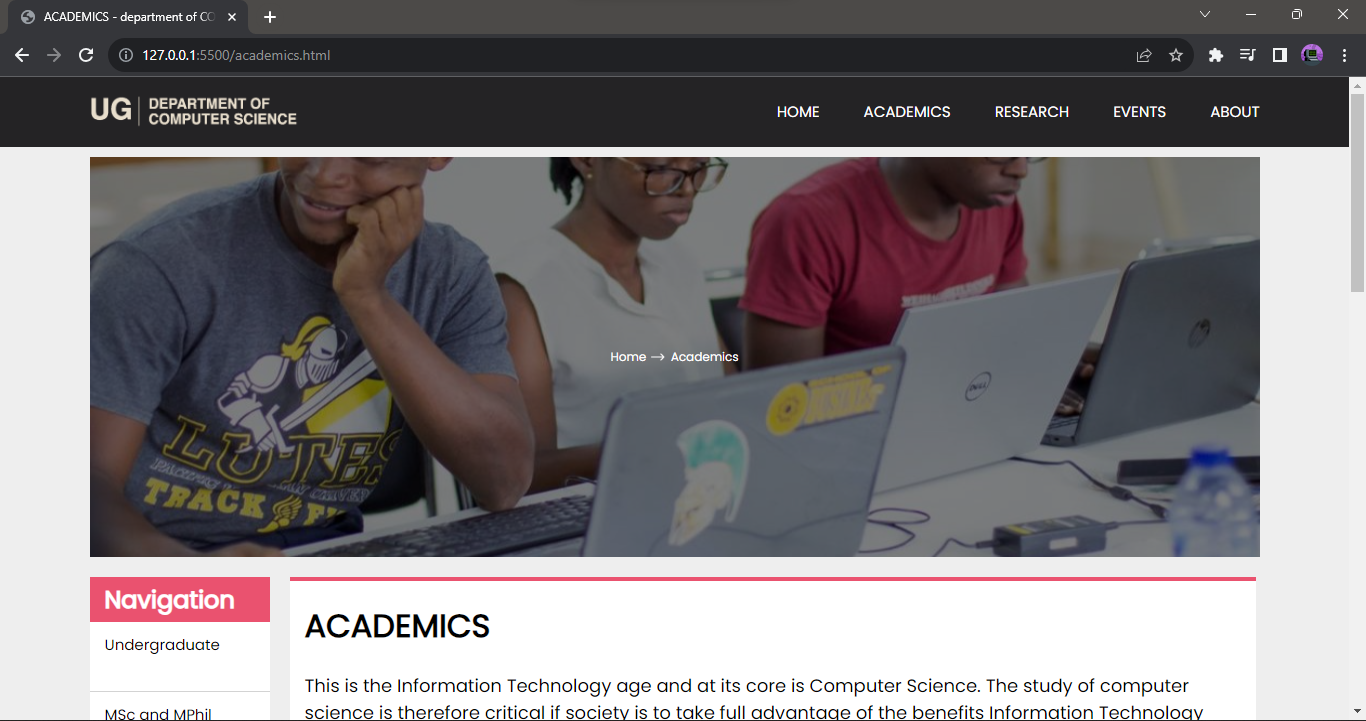 ACADEMICS - department of CO
127.0.0.1:5500/academics.html
UG DEPARTMENT OF
COMPUTER SCIENCE
HOME ACADEMICS RESEARCH EVENTS ABOUT
Home → Academics
DELL
LUTES
TRACK
Navigation
Undergraduate
MSc and MPhil
ACADEMICS
This is the Information Technology age and at its core is Computer Science. The study of computer
science is therefore critical if society is to take full advantage of the benefits Information Technology